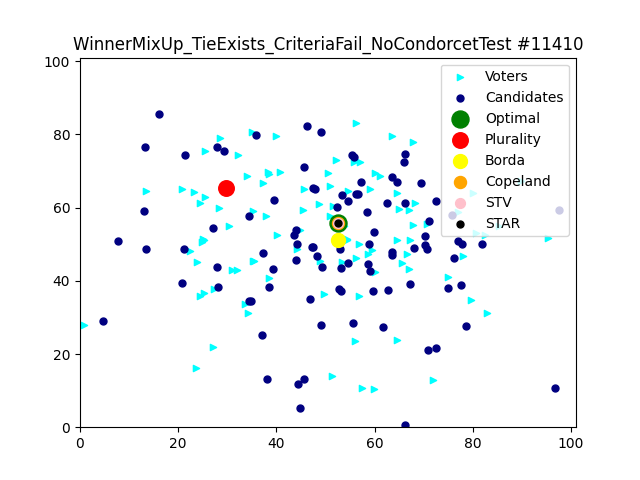 WinnerMixUp_TieExists_CriteriaFail_NoCondorcetTest #11410
100
80
60
40
20
0
0
20
40
60
80
100
Voters
Candidates
Optimal
Plurality
Borda
Copeland
STV
STAR